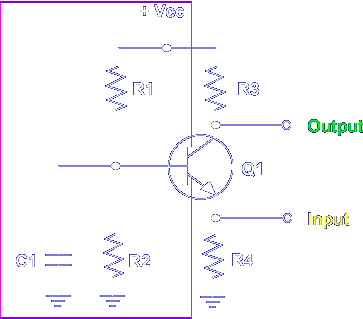 + Vcc
R1
R3
Output
Q1
Input
C1
R2
R4